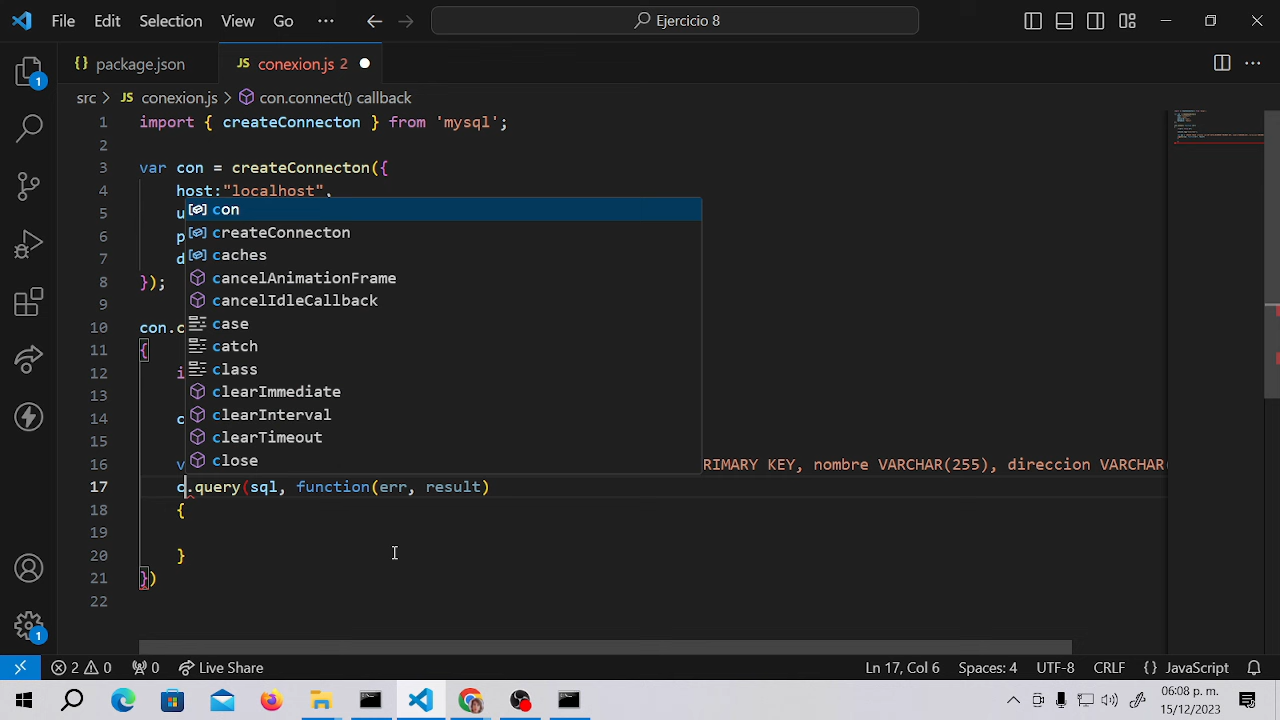 File Edit Selection View Go ··· Ejercicio 8
{} package.json JS conexion.js 2
src > JS conexion.js > con.connect() callback
1 import { createConnecton } from 'mysql';
2
3 var con = createConnecton({
4 host:"localhost",
5 u
6 p
7 d
8 });
9
10 con.c
11 {
12 i
13
14 c
15
16 v RIMARY KEY, nombre VARCHAR(255), direccion VARCHAR(
17 c.query(sql, function(err, result)
18 {
19
20 }
21 })
22
con
createConnecton
caches
cancelAnimationFrame
cancelIdleCallback
case
catch
class
clearImmediate
clearInterval
clearTimeout
close
1
1
2 0 0 Live Share Ln 17, Col 6 Spaces: 4 UTF-8 CRLF {} JavaScript
06:08 p. m.
15/12/2023